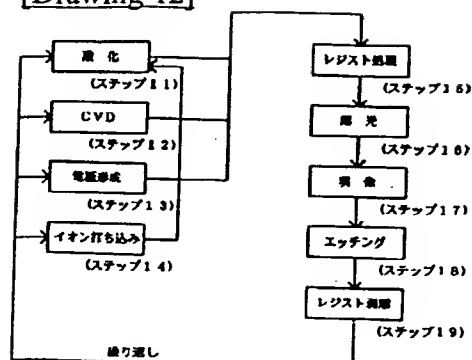 [Drawing 12]
酸 化
(ステップ11)
CVD
(ステップ12)
電極形成
(ステップ13)
イオン打ち込み
(ステップ14)
レジスト処理
(ステップ15)
露 光
(ステップ16)
現 像
(ステップ17)
エッチング
(ステップ18)
レジスト剥離
(ステップ19)
繰り返し